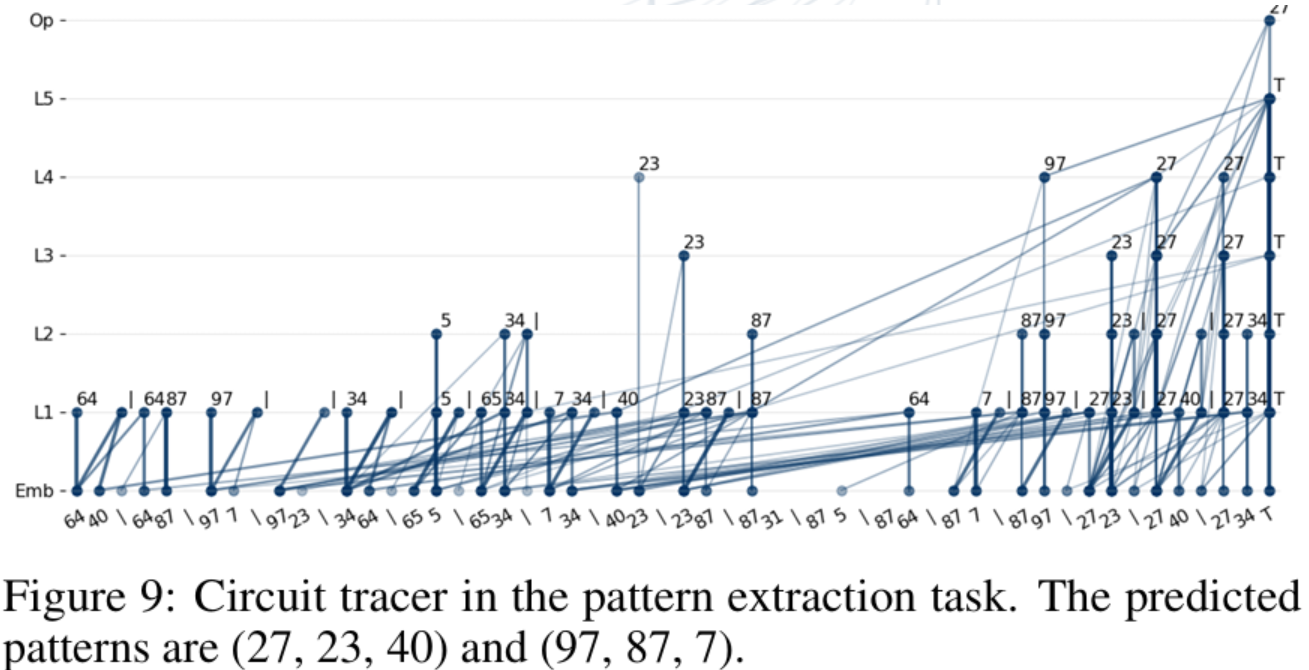 27
Op
T
L5
23 97 27 27 T
L4
23 23 27 27 T
L3
5 34 | 87 87 97 23 | 27 | 27 34 T
L2
64 | 64 87 97 | | 34 | 5 | 65 34 | 7 34 | 40 23 87 | 87 64 7 | 87 97 | 27 23 | 27 40 | 27 34 T
L1
Emb
64 40 | 64 87 | 97 7 | 97 23 | 34 64 | 65 5 | 65 34 | 7 34 | 40 23 | 23 87 | 87 31 | 87 5 | 87 64 | 87 7 | 87 97 | 27 23 | 27 40 | 27 34 T
Figure 9: Circuit tracer in the pattern extraction task. The predicted
patterns are (27, 23, 40) and (97, 87, 7).